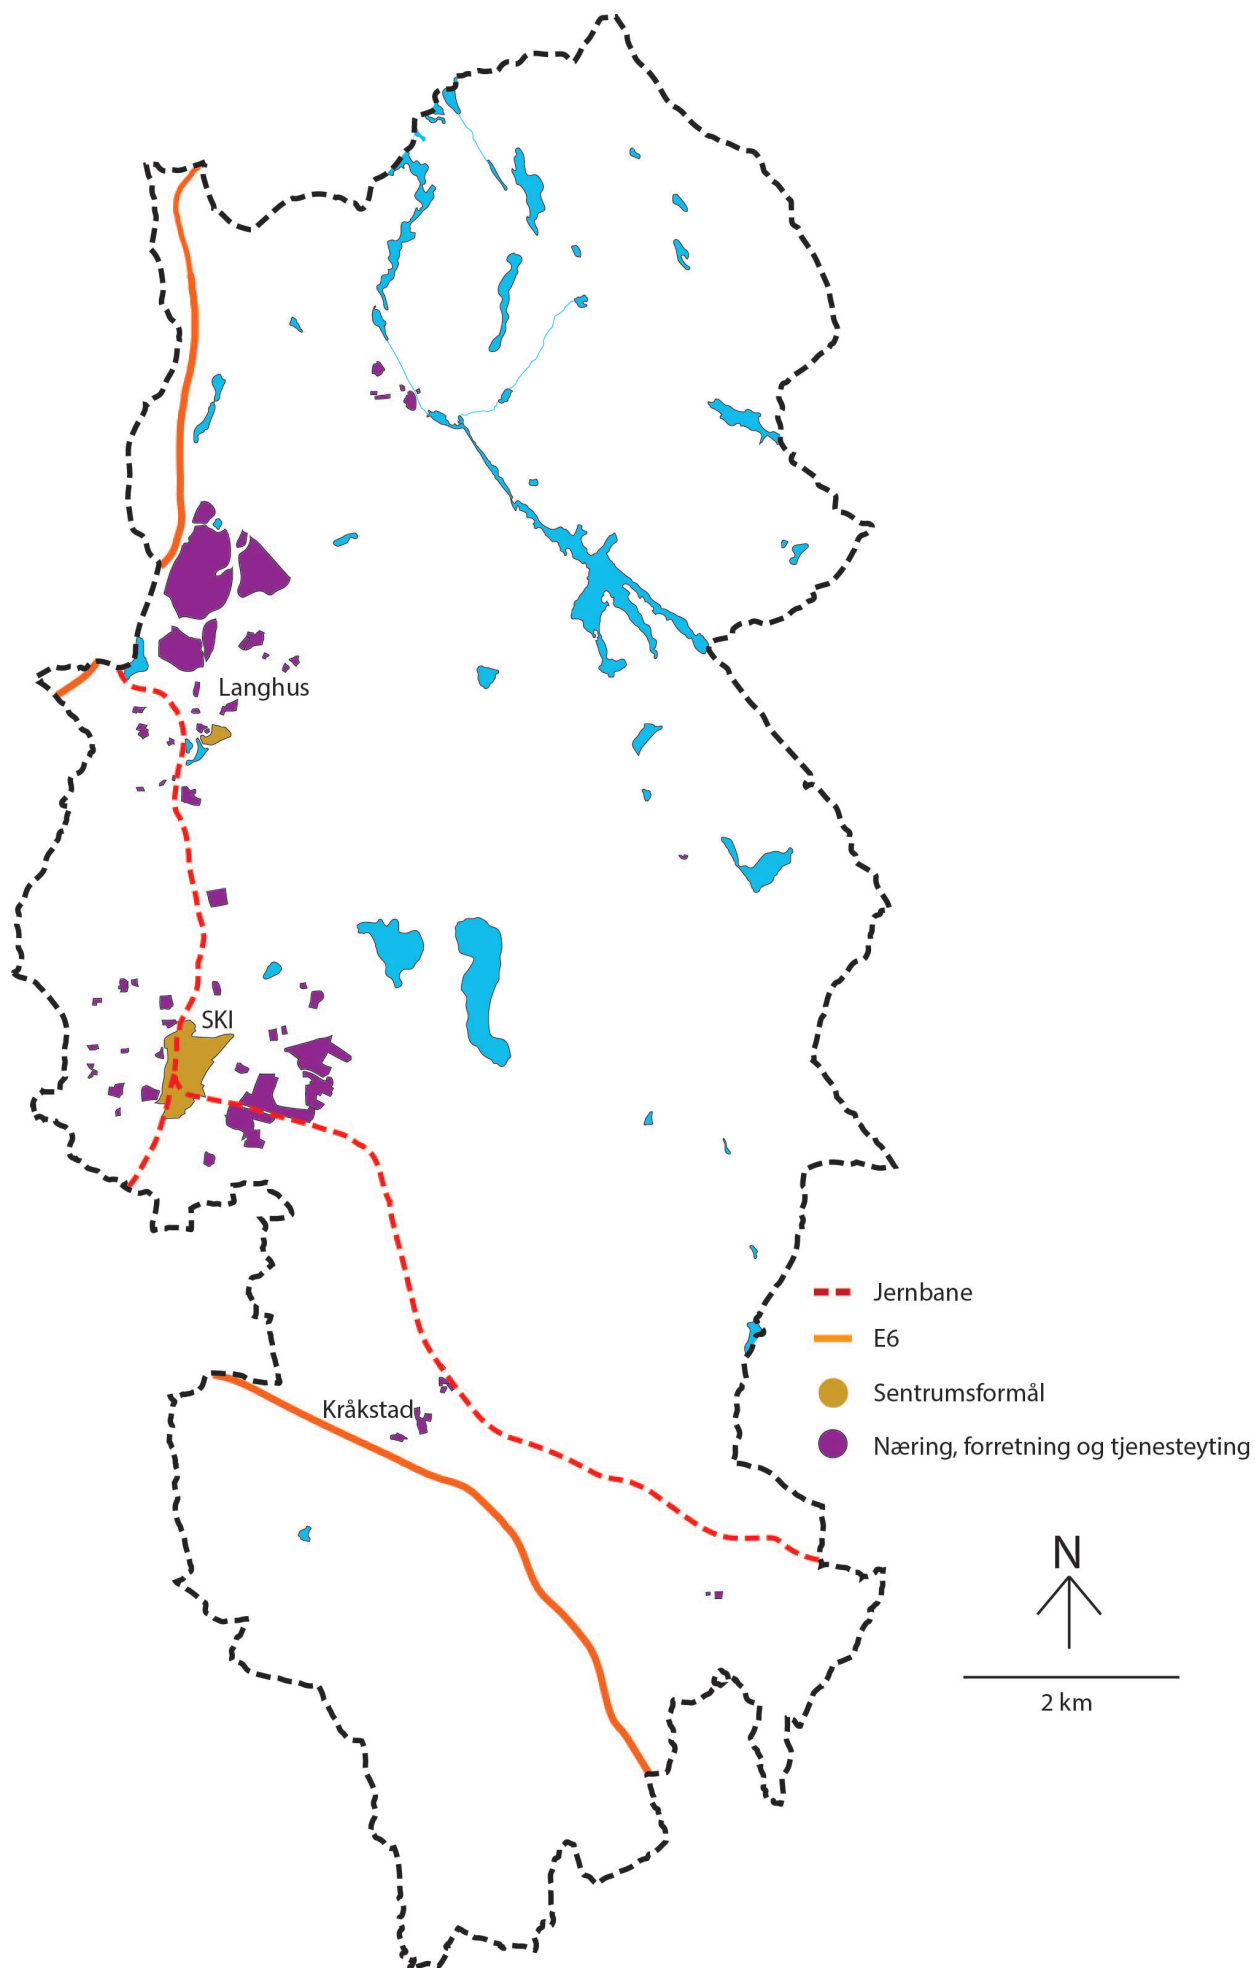 Langhus
SKI
Jernbane
E6
Sentrumsformål
Kråkstad
Næring, forretning og tjenesteyting
N
2 km